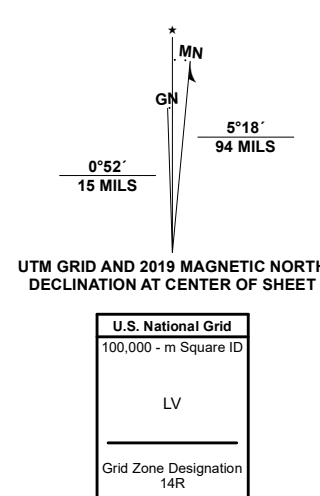 ★
MN
GN
5°18´
94 MILS
0°52´
15 MILS
UTM GRID AND 2019 MAGNETIC NORTH
DECLINATION AT CENTER OF SHEET
U.S. National Grid
100,000 - m Square ID
LV
Grid Zone Designation
14R